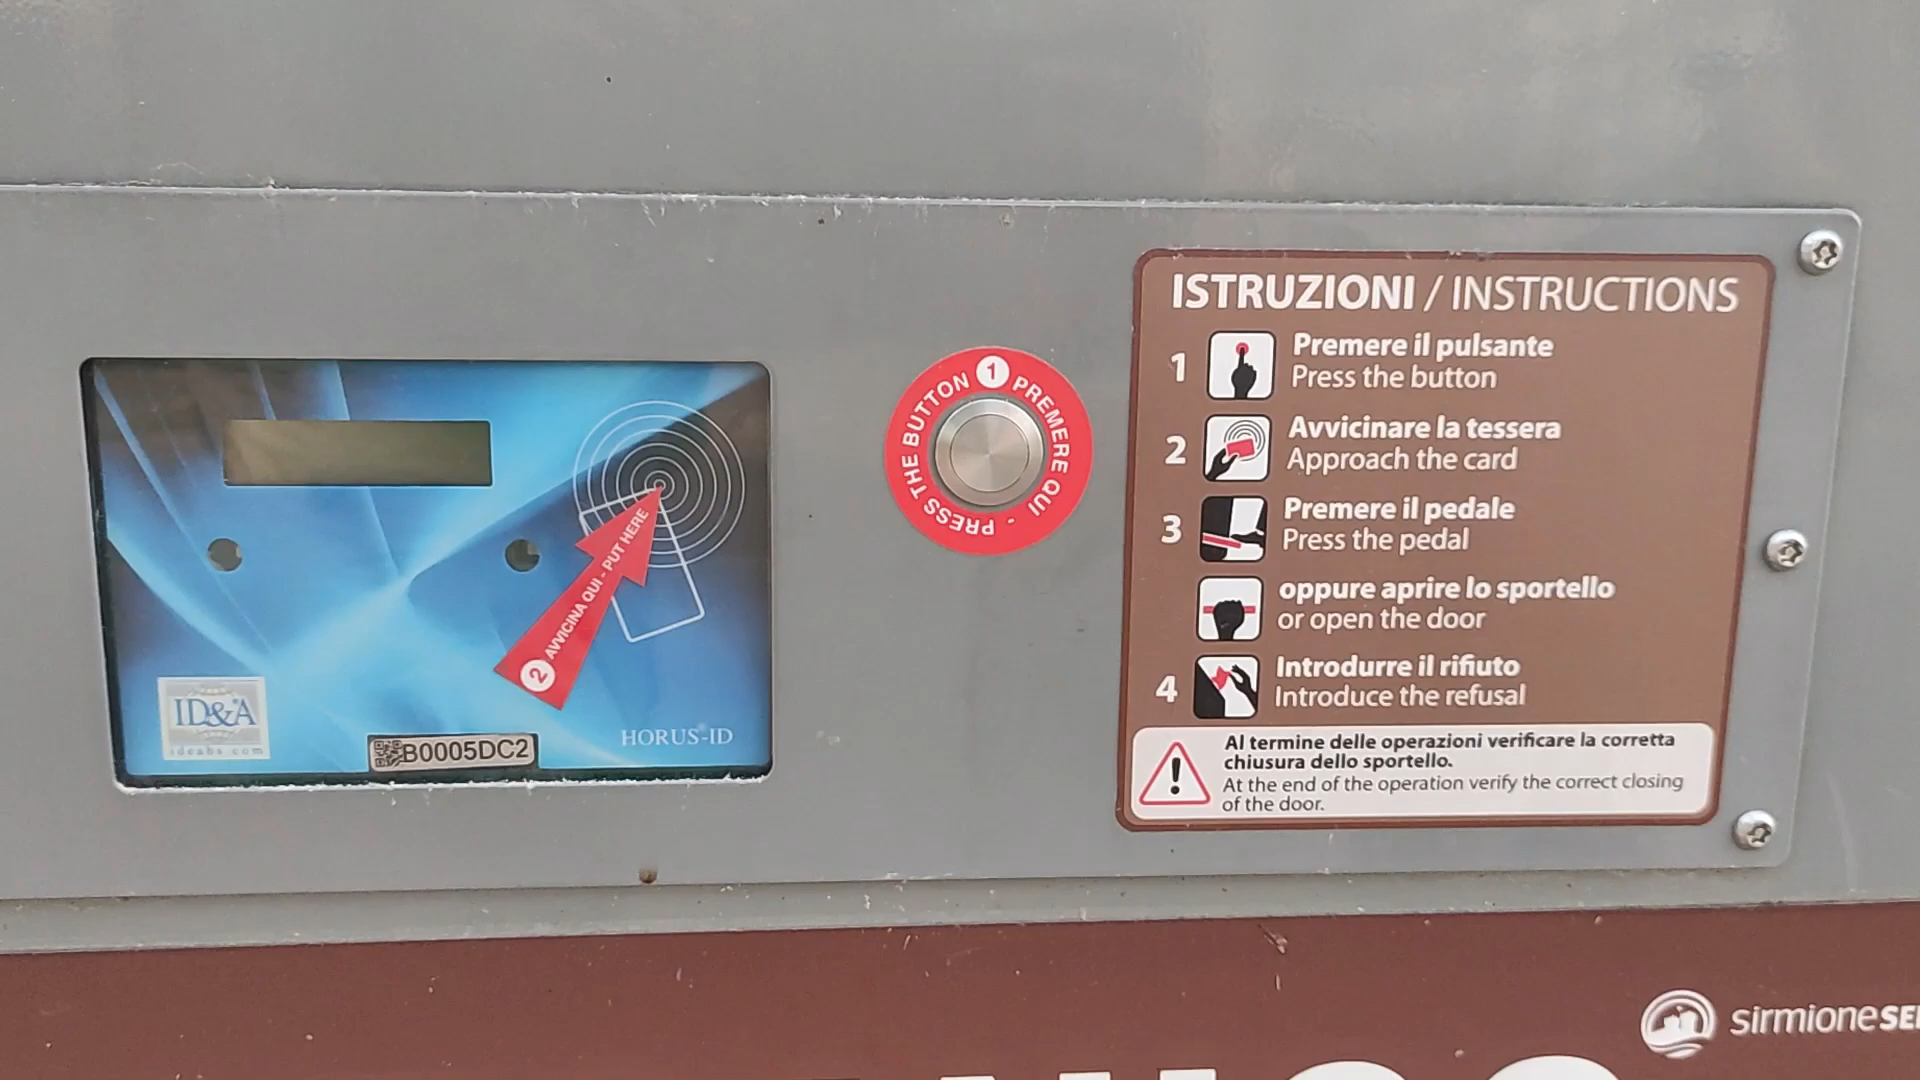 ISTRUZIONI / INSTRUCTIONS
1 Premere il pulsante
Press the button
2 Avvicinare la tessera
Approach the card
3 Premere il pedale
Press the pedal
oppure aprire lo sportello
or open the door
4 Introdurre il rifiuto
Introduce the refusal
Al termine delle operazioni verificare la corretta
chiusura dello sportello.
At the end of the operation verify the correct closing
of the door.
1 PREMERE QUI - PRESS THE BUTTON
2 AVVICINA QUI - PUT HERE
ID&A
ideabs.com
B0005DC2
HORUS®-ID
sirmione